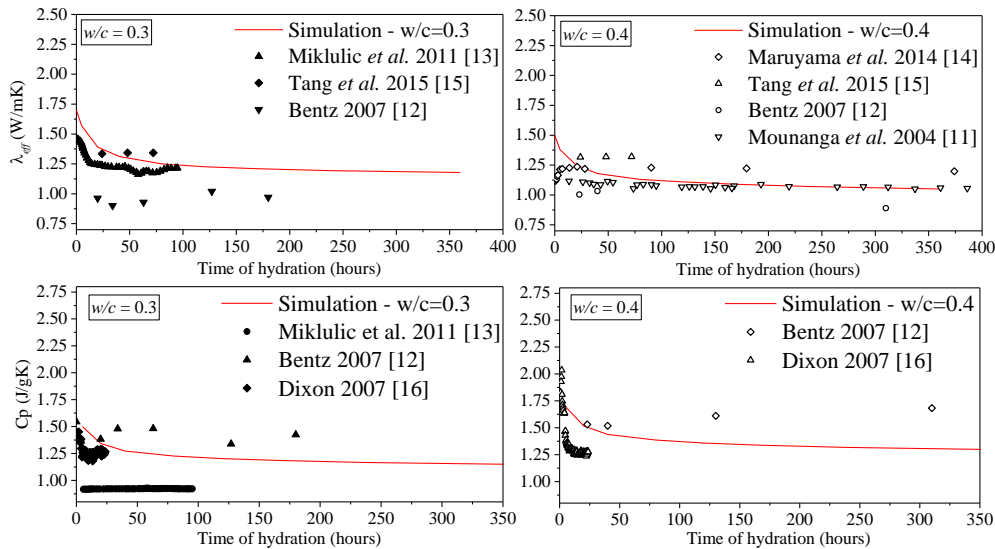 2.50
2.25
2.00
1.75
1.50
1.25
1.00
0.75
λeff (W/mK)
w/c = 0.3
Simulation - w/c=0.3
Miklulic et al. 2011 [13]
Tang et al. 2015 [15]
Bentz 2007 [12]
0 50 100 150 200 250 300 350 400
Time of hydration (hours)
2.50
2.25
2.00
1.75
1.50
1.25
1.00
0.75
w/c = 0.4
Simulation - w/c=0.4
Maruyama et al. 2014 [14]
Tang et al. 2015 [15]
Bentz 2007 [12]
Mounanga et al. 2004 [11]
0 50 100 150 200 250 300 350 400
Time of hydration (hours)
2.75
2.50
2.25
2.00
1.75
1.50
1.25
1.00
Cp (J/gK)
w/c = 0.3
Simulation - w/c=0.3
Miklulic et al. 2011 [13]
Bentz 2007 [12]
Dixon 2007 [16]
0 50 100 150 200 250 300 350
Time of hydration (hours)
2.75
2.50
2.25
2.00
1.75
1.50
1.25
1.00
w/c = 0.4
Simulation - w/c=0.4
Bentz 2007 [12]
Dixon 2007 [16]
0 50 100 150 200 250 300 350
Time of hydration (hours)